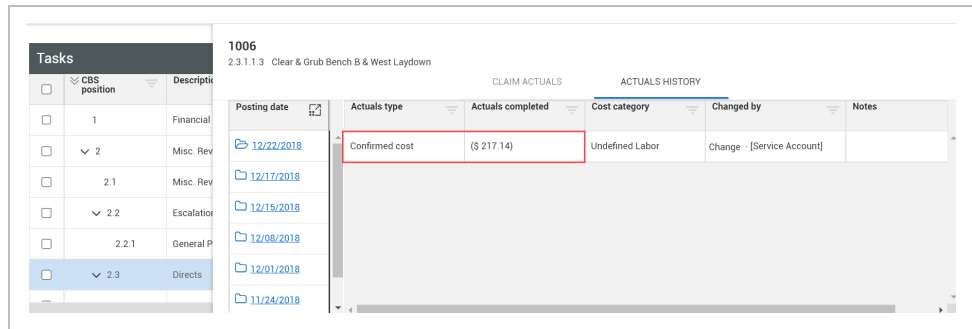 Tasks
CBS position
Descripti
1
Financial
2
Misc. Rev
2.1
Misc. Rev
2.2
Escalation
2.2.1
General P
2.3
Directs
1006
2.3.1.1.3 Clear & Grub Bench B & West Laydown
CLAIM ACTUALS
ACTUALS HISTORY
Posting date
Actuals type
Actuals completed
Cost category
Changed by
Notes
12/22/2018
Confirmed cost
($ 217.14)
Undefined Labor
Change - [Service Account]
12/17/2018
12/15/2018
12/08/2018
12/01/2018
11/24/2018